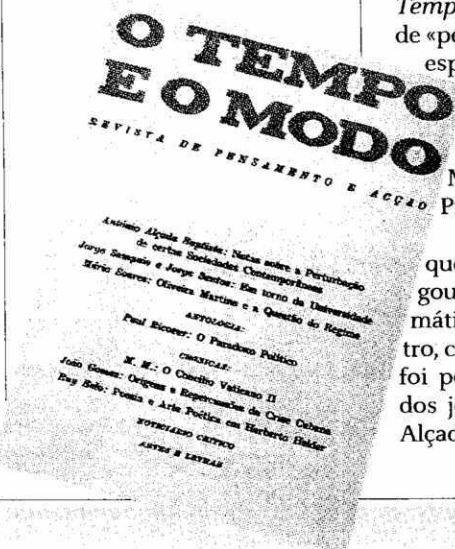 O TEMPO
E O MODO
REVISTA DE PENSAMENTO E ACÇÃO
António Alçada Baptista: Notas sobre a Perturbação
de certas Sociedades Contemporâneas
Jorge Sampaio e Jorge Santos: Em torno da Universidade
Mário Soares: Oliveira Martins e a Questão do Regime
ANTOLOGIA:
Paul Ricoeur: O Paradoxo Político
CRÓNICAS:
M. M.: O Concílio Vaticano II
João Gomes: Origens e Repercussões da Crise Cubana
Ruy Belo: Poesia e Arte Poética em Herberto Helder
NOTICIÁRIO CRÍTICO
ARTES E LETRAS
Temp
de «pe
esp
M
P
que
gou
mátic
tro, c
foi po
dos jo
Alçad